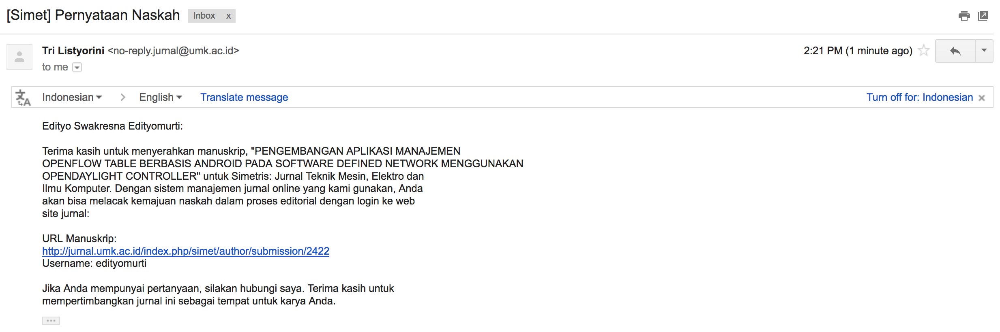 [Simet] Pernyataan Naskah Inbox x
Tri Listyorini <no-reply.jurnal@umk.ac.id> 2:21 PM (1 minute ago)
to me
Indonesian > English Translate message Turn off for: Indonesian ×
Edityo Swakresna Edityomurti:
Terima kasih untuk menyerahkan manuskrip, "PENGEMBANGAN APLIKASI MANAJEMEN
OPENFLOW TABLE BERBASIS ANDROID PADA SOFTWARE DEFINED NETWORK MENGGUNAKAN
OPENDAYLIGHT CONTROLLER" untuk Simetris: Jurnal Teknik Mesin, Elektro dan
Ilmu Komputer. Dengan sistem manajemen jurnal online yang kami gunakan, Anda
akan bisa melacak kemajuan naskah dalam proses editorial dengan login ke web
site jurnal:
URL Manuskrip:
http://jurnal.umk.ac.id/index.php/simet/author/submission/2422
Username: edityomurti
Jika Anda mempunyai pertanyaan, silakan hubungi saya. Terima kasih untuk
mempertimbangkan jurnal ini sebagai tempat untuk karya Anda.